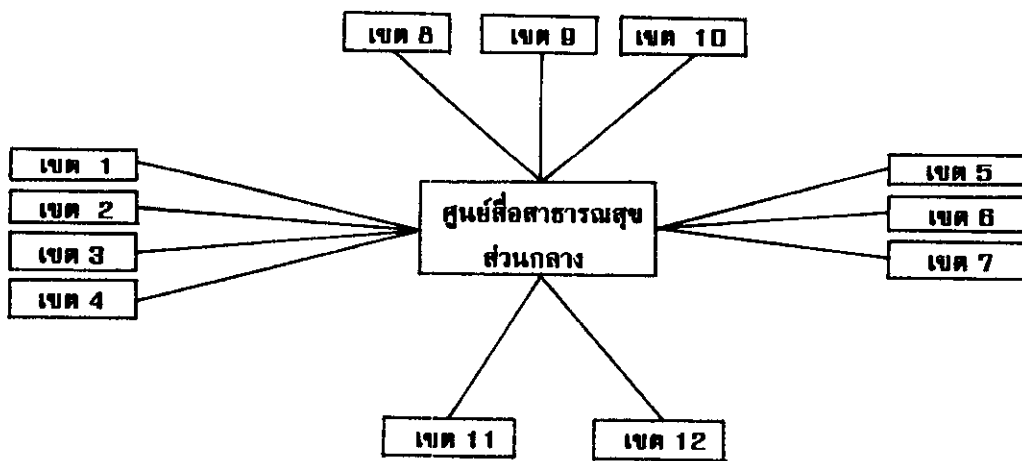 เขต 8
เขต 9
เขต 10
เขต 1
เขต 2
เขต 3
เขต 4
ศูนย์สื่อสาธารณสุข
ส่วนกลาง
เขต 5
เขต 6
เขต 7
เขต 11
เขต 12